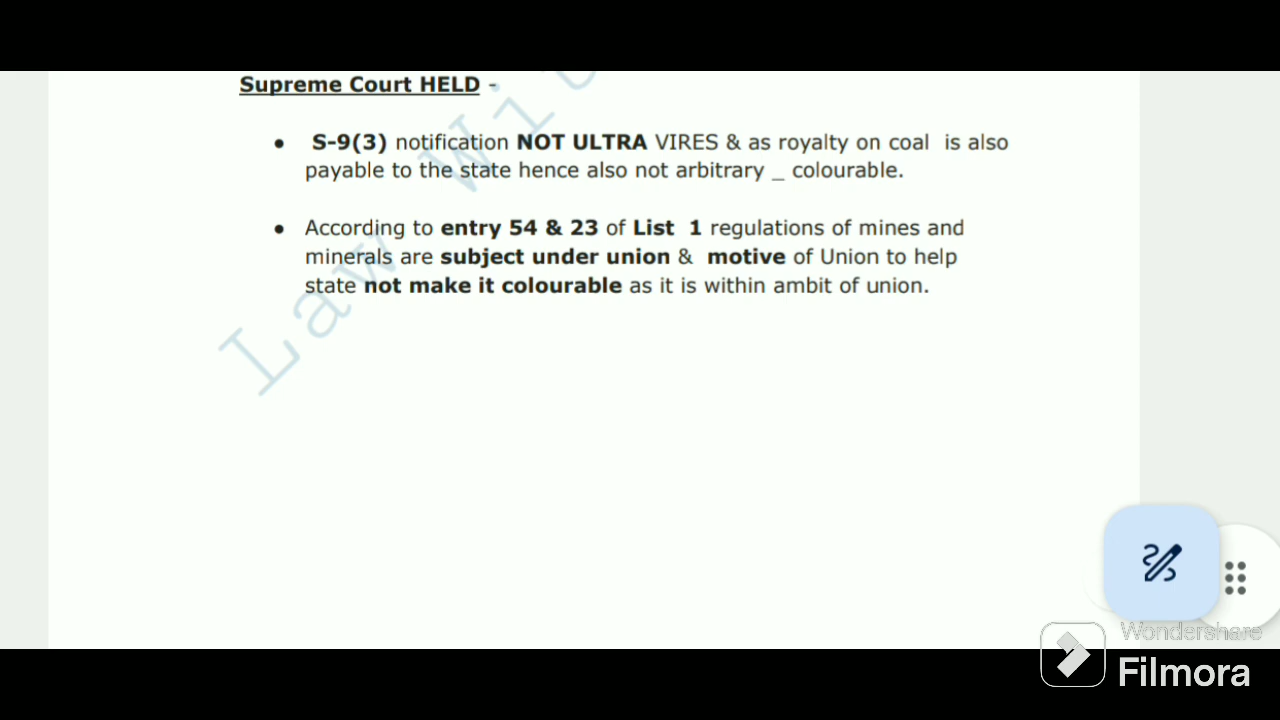 Supreme Court HELD -
• S-9(3) notification NOT ULTRA VIRES & as royalty on coal is also
payable to the state hence also not arbitrary _ colourable.
• According to entry 54 & 23 of List 1 regulations of mines and
minerals are subject under union & motive of Union to help
state not make it colourable as it is within ambit of union.
Law Wit
Wondershare
Filmora